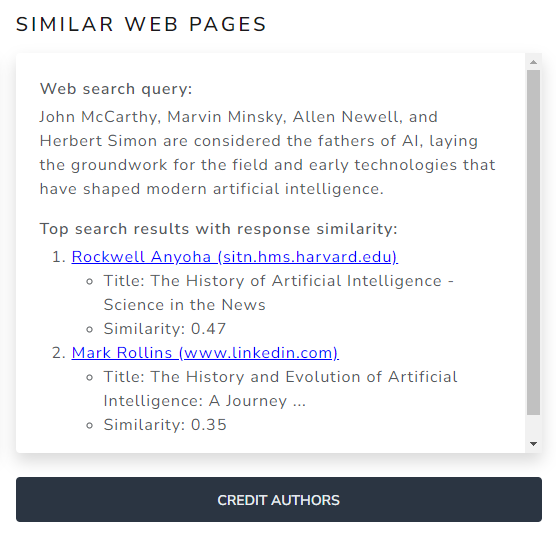 SIMILAR WEB PAGES
Web search query:
John McCarthy, Marvin Minsky, Allen Newell, and
Herbert Simon are considered the fathers of AI, laying
the groundwork for the field and early technologies that
have shaped modern artificial intelligence.
Top search results with response similarity:
1. Rockwell Anyoha (sitn.hms.harvard.edu)
◦ Title: The History of Artificial Intelligence -
Science in the News
◦ Similarity: 0.47
2. Mark Rollins (www.linkedin.com)
◦ Title: The History and Evolution of Artificial
Intelligence: A Journey ...
◦ Similarity: 0.35
CREDIT AUTHORS